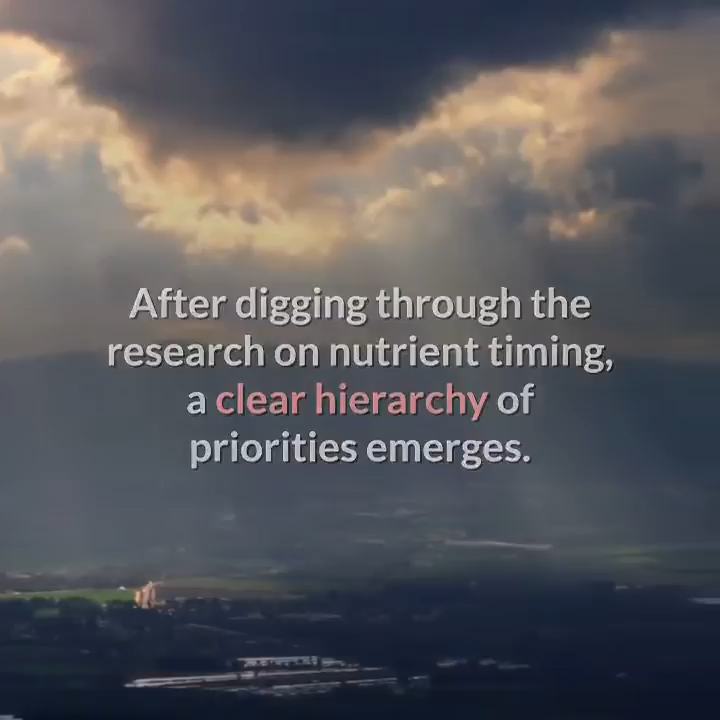 After digging through the
research on nutrient timing,
a clear hierarchy of
priorities emerges.